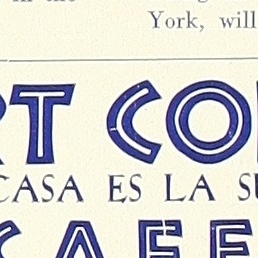 York, will
RT CO
CASA ES LA SU
CAFE